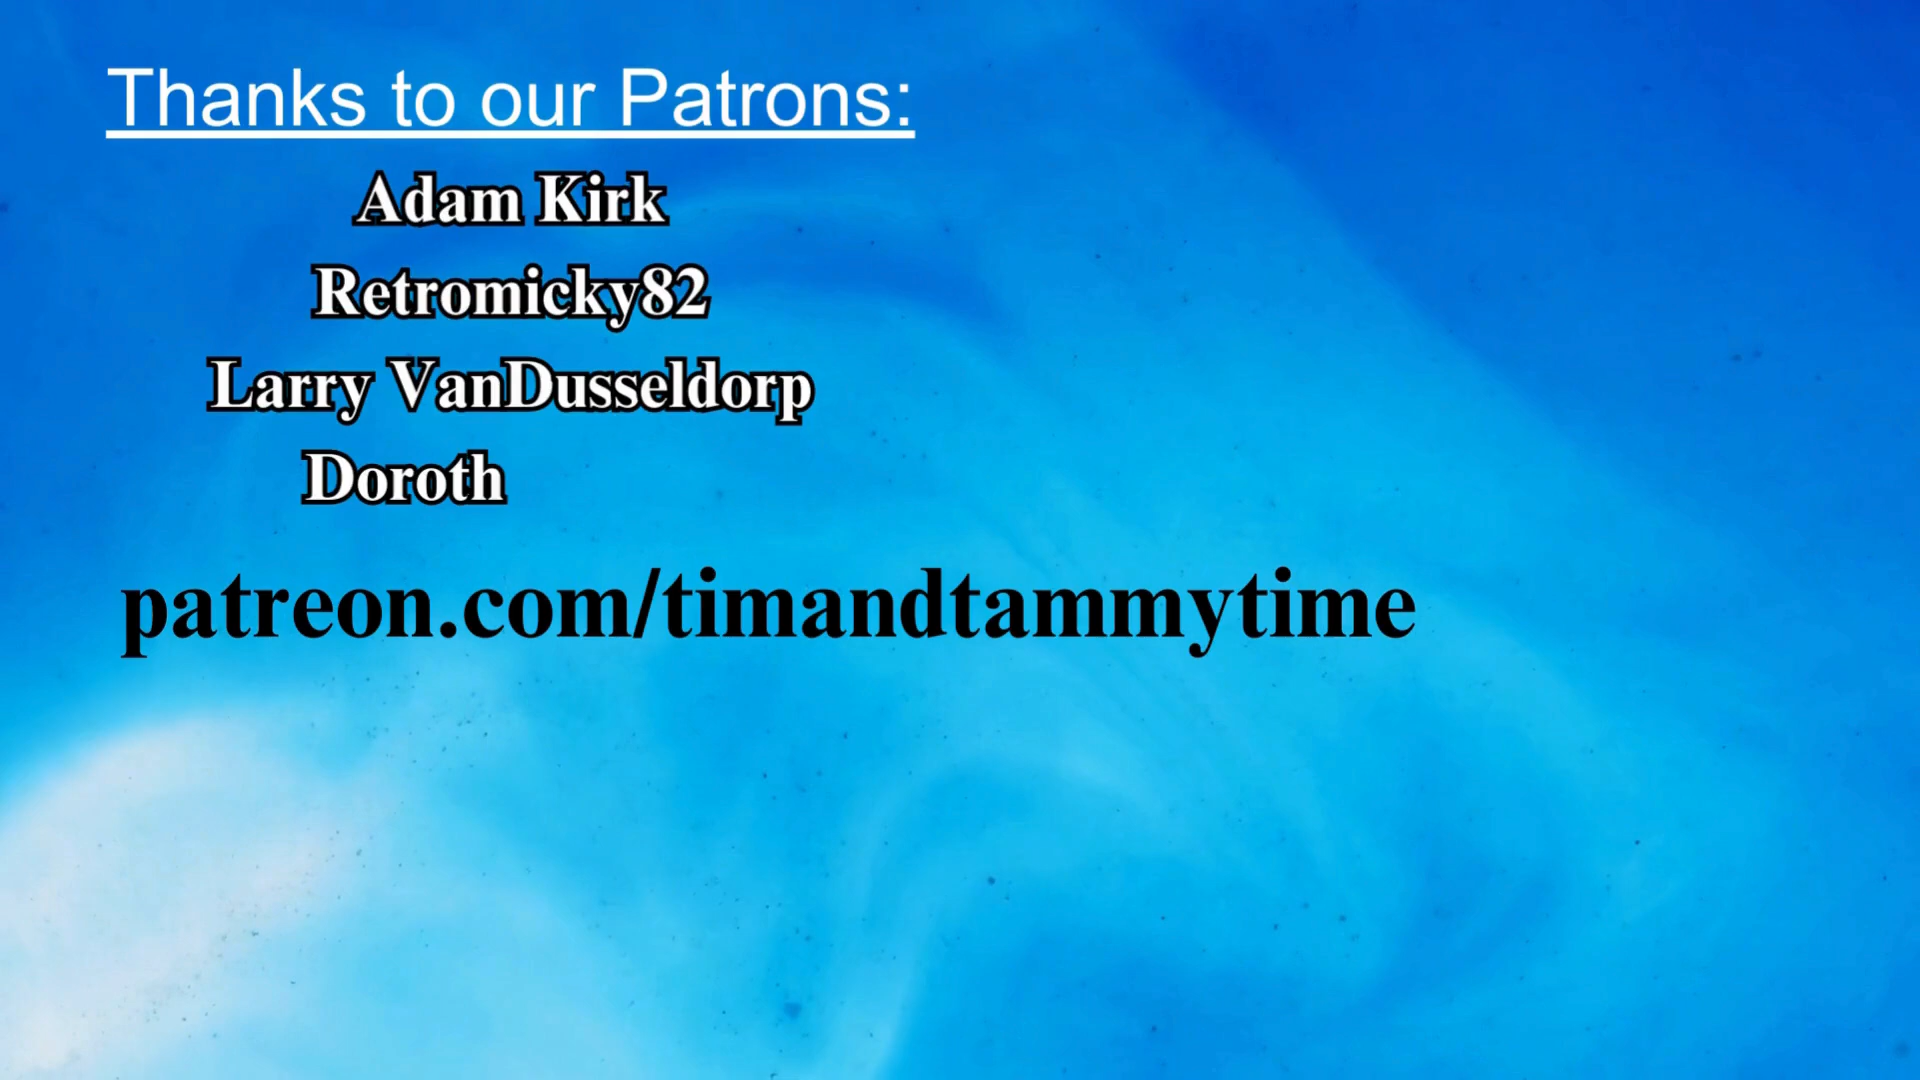 Thanks to our Patrons:
Adam Kirk
Retromicky82
Larry VanDusseldorp
Doroth
patreon.com/timandtammytime